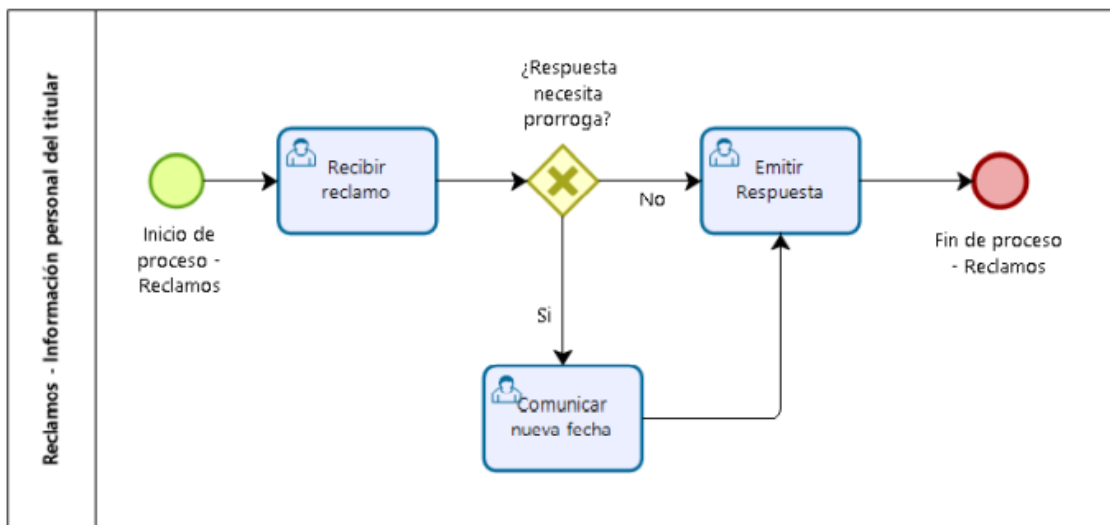 Reclamos - Información personal del titular
Inicio de
proceso -
Reclamos
Recibir
reclamo
¿Respuesta
necesita
prorroga?
No
Si
Emitir
Respuesta
Comunicar
nueva fecha
Fin de proceso
- Reclamos